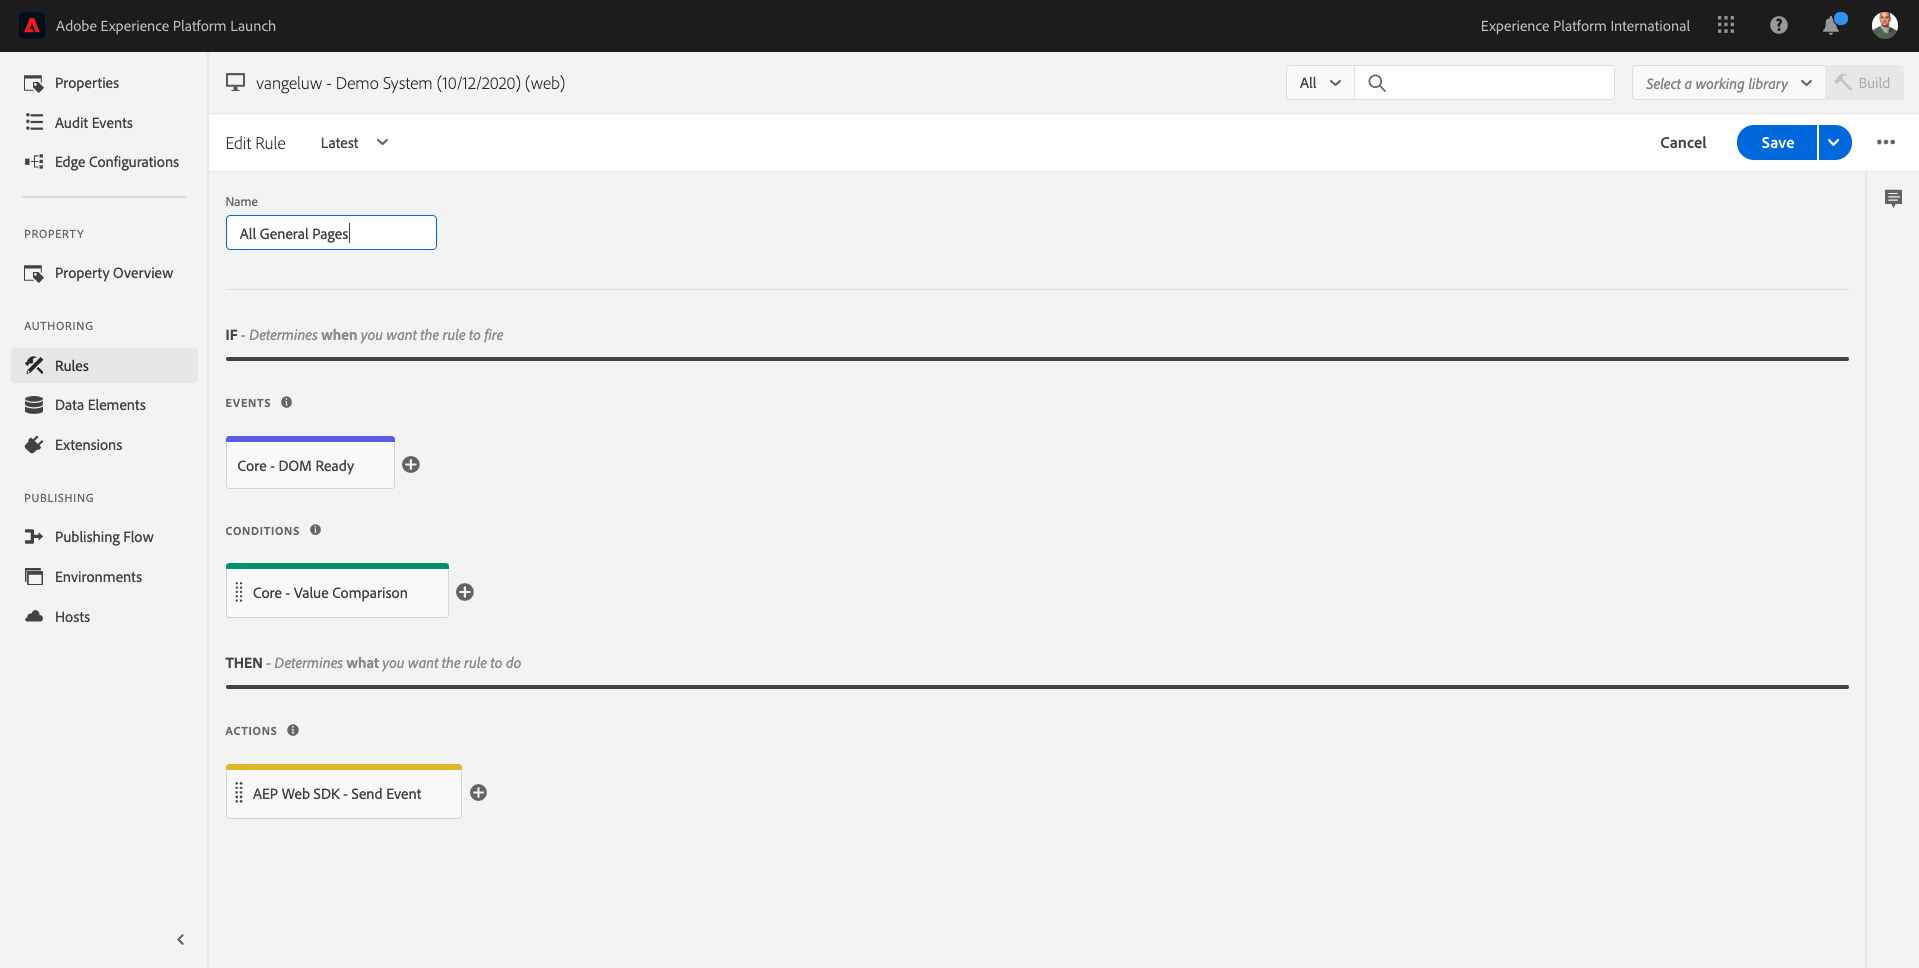 Adobe Experience Platform Launch
Experience Platform International
Properties
Audit Events
Edge Configurations
PROPERTY
Property Overview
AUTHORING
Rules
Data Elements
Extensions
PUBLISHING
Publishing Flow
Environments
Hosts
vangeluw - Demo System (10/12/2020) (web)
All
Select a working library
Build
Edit Rule
Latest
Cancel
Save
Name
All General Pages
IF - Determines when you want the rule to fire
EVENTS
Core - DOM Ready
CONDITIONS
Core - Value Comparison
THEN - Determines what you want the rule to do
ACTIONS
AEP Web SDK - Send Event